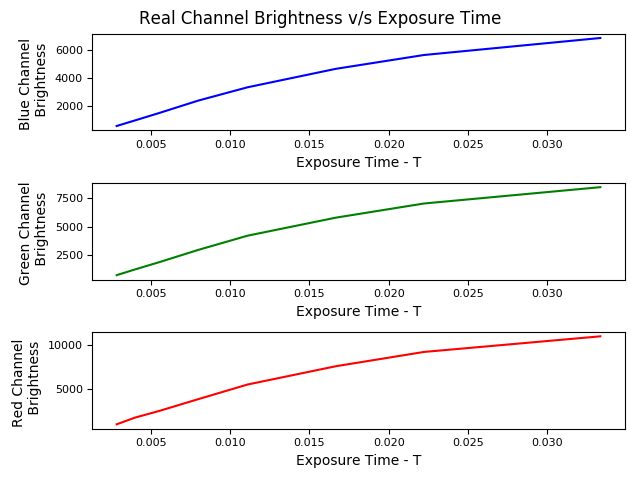 Real Channel Brightness v/s Exposure Time
Blue Channel
Brightness
6000
4000
2000
0.005 0.010 0.015 0.020 0.025 0.030
Exposure Time - T
Green Channel
Brightness
7500
5000
2500
0.005 0.010 0.015 0.020 0.025 0.030
Exposure Time - T
Red Channel
Brightness
10000
5000
0.005 0.010 0.015 0.020 0.025 0.030
Exposure Time - T